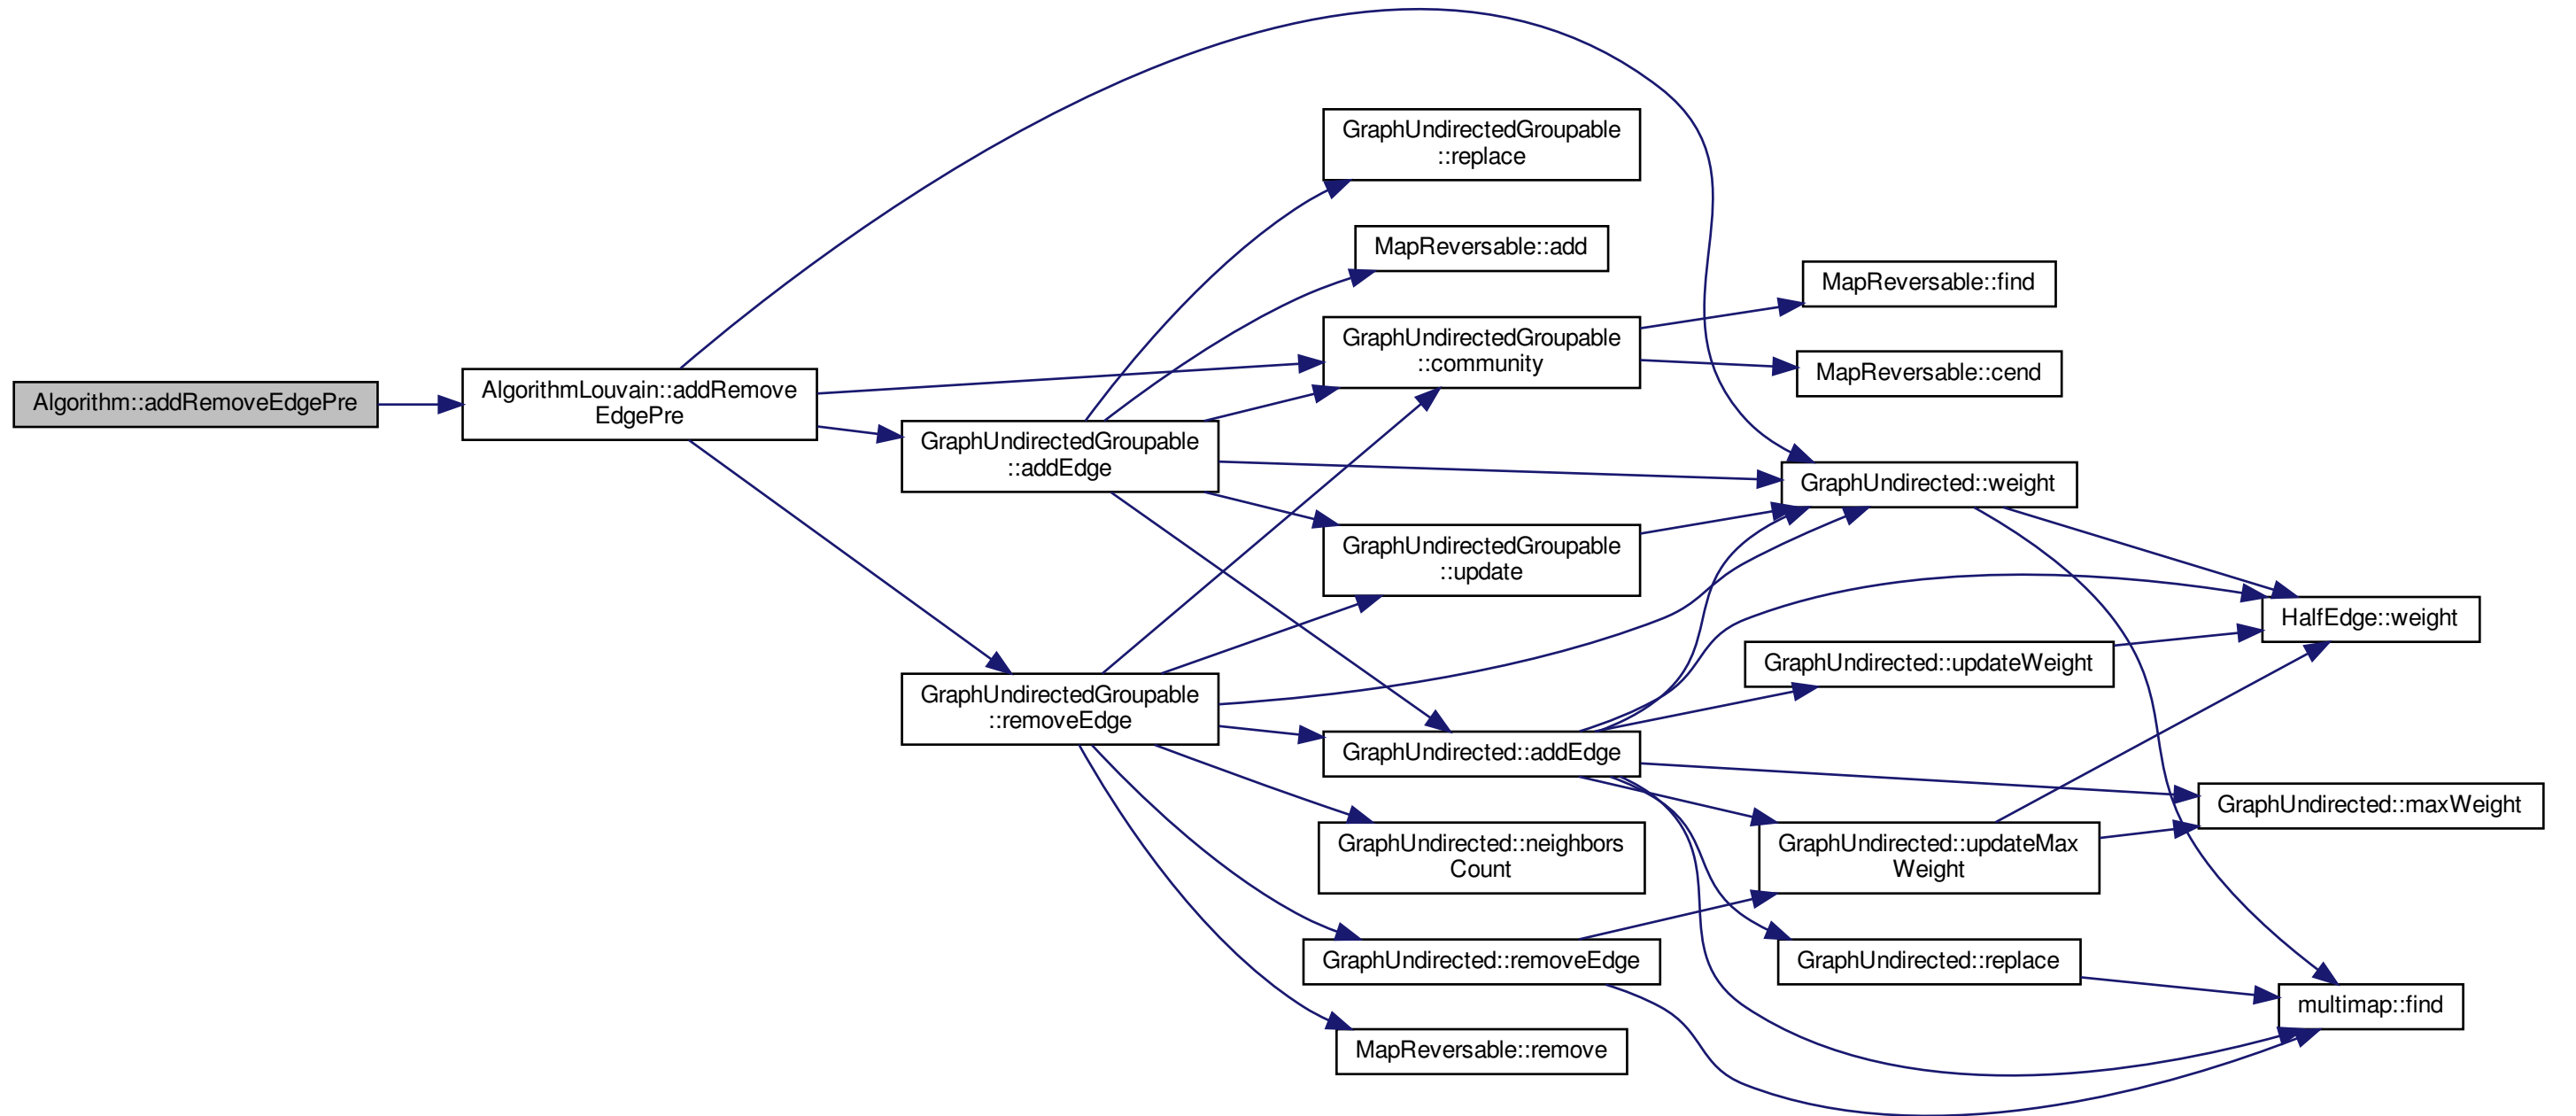 Algorithm::addRemoveEdgePre
AlgorithmLouvain::addRemove
EdgePre
GraphUndirectedGroupable
::addEdge
GraphUndirectedGroupable
::removeEdge
GraphUndirectedGroupable
::replace
MapReversable::add
GraphUndirectedGroupable
::community
GraphUndirectedGroupable
::update
GraphUndirected::addEdge
GraphUndirected::neighbors
Count
GraphUndirected::removeEdge
MapReversable::remove
MapReversable::find
MapReversable::cend
GraphUndirected::weight
GraphUndirected::updateWeight
GraphUndirected::updateMax
Weight
GraphUndirected::replace
HalfEdge::weight
GraphUndirected::maxWeight
multimap::find